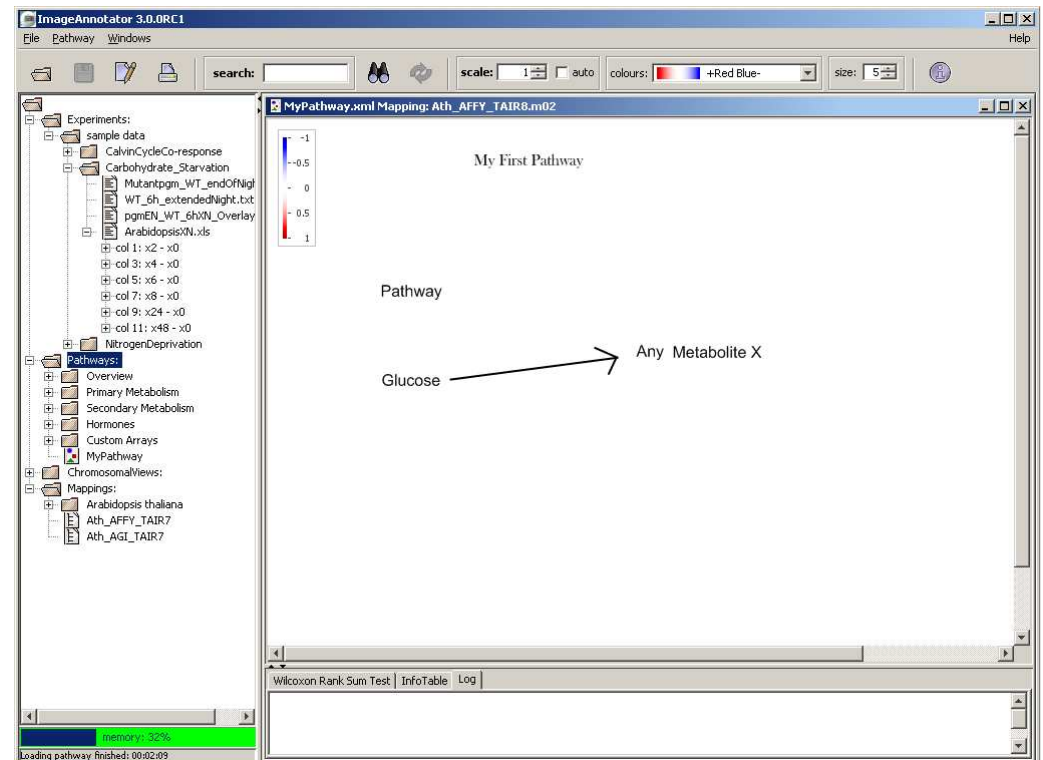 ImageAnnotator 3.0.0RC1
File Pathway Windows Help
search: scale: 1 auto colours: +Red Blue- size: 5
Experiments:
sample data
CalvinCycleCo-response
Carbohydrate_Starvation
Mutantpgm_WT_endOfNigh
WT_6h_extendedNight.txt
pgmEN_WT_6hXN_Overlay
ArabidopsisXN.xls
col 1: x2 - x0
col 3: x4 - x0
col 5: x6 - x0
col 7: x8 - x0
col 9: x24 - x0
col 11: x48 - x0
NitrogenDeprivation
Pathways:
Overview
Primary Metabolism
Secondary Metabolism
Hormones
Custom Arrays
MyPathway
ChromosomalViews:
Mappings:
Arabidopsis thaliana
Ath_AFFY_TAIR7
Ath_AGI_TAIR7
memory: 32%
Loading pathway finished: 00:02:09
MyPathway.xml Mapping: Ath_AFFY_TAIR8.m02
-1
-0.5
0
0.5
1
My First Pathway
Pathway
Any Metabolite X
Glucose
Wilcoxon Rank Sum Test InfoTable Log